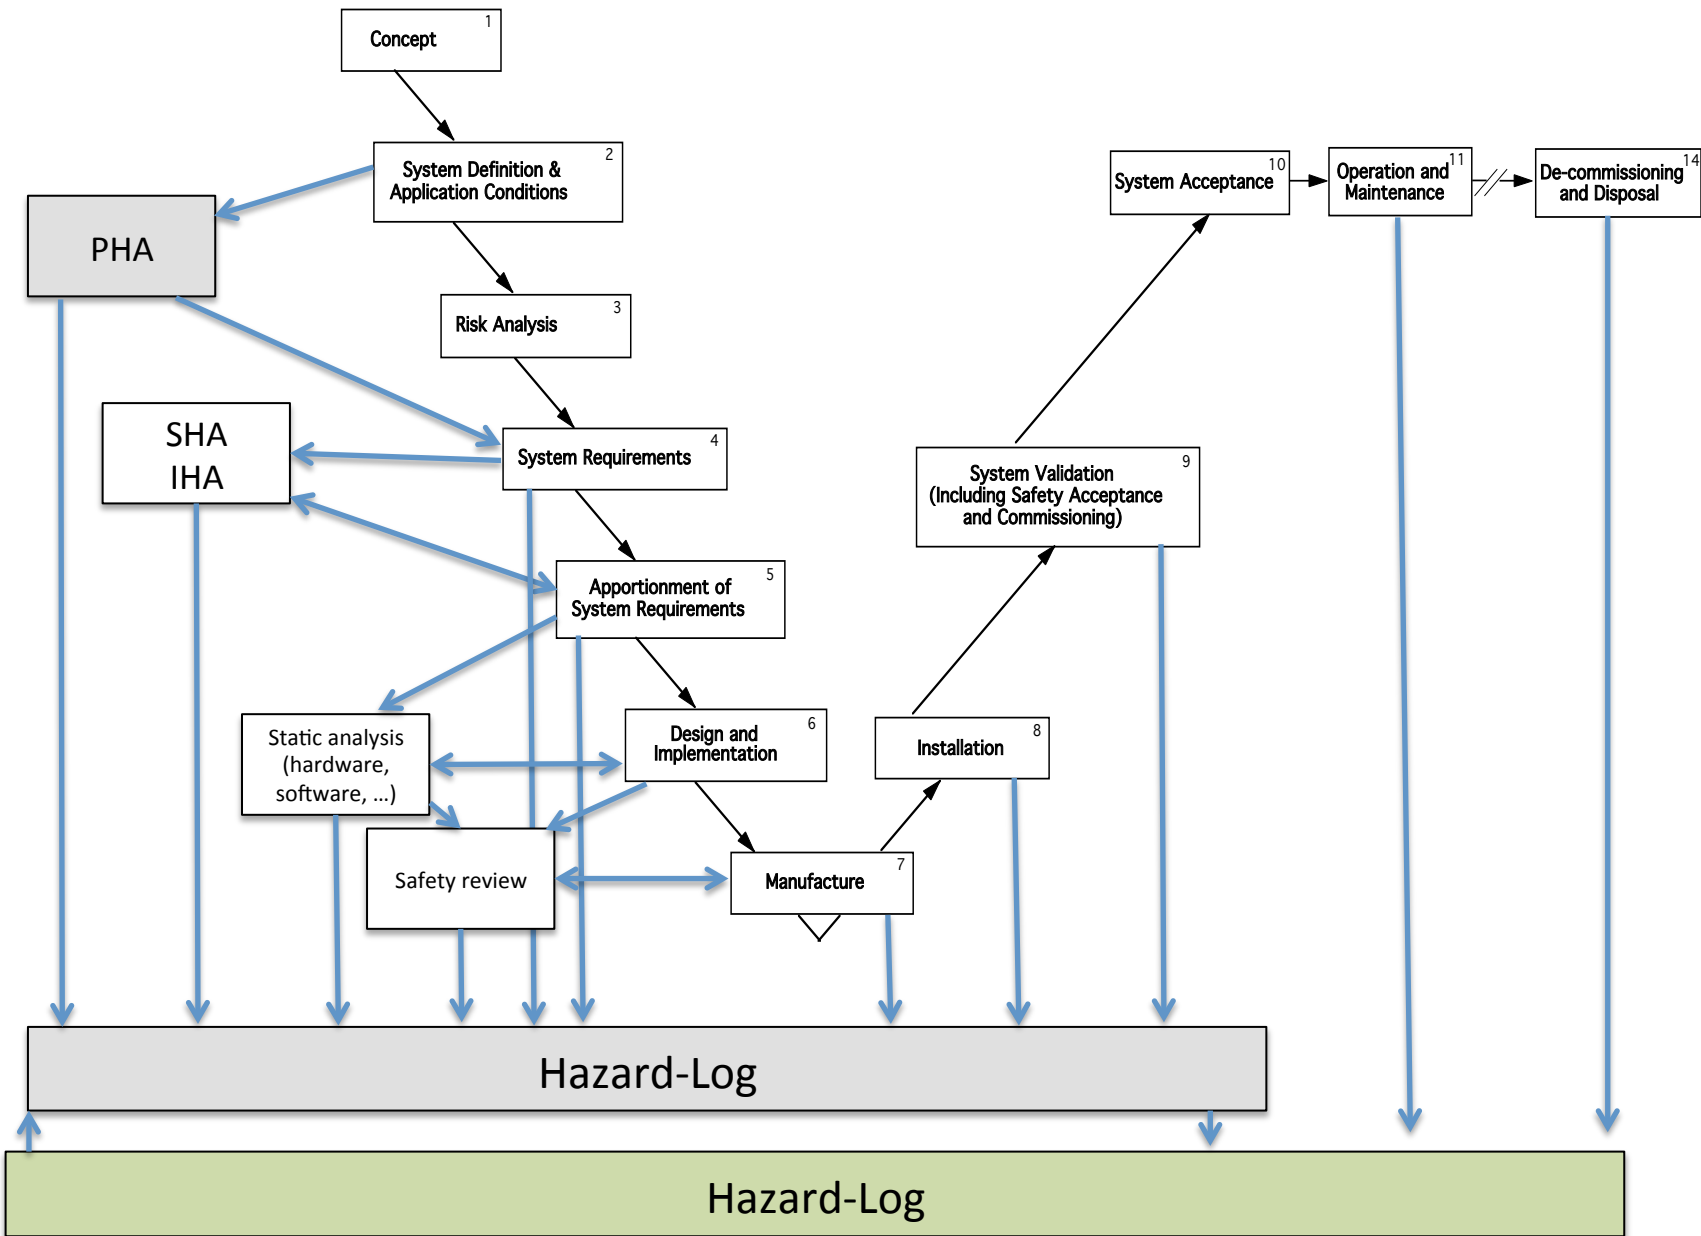 1
Concept
2
System Definition &
Application Conditions
PHA
3
Risk Analysis
SHA
IHA
4
System Requirements
5
Apportionment of
System Requirements
Static analysis
(hardware,
software, ...)
6
Design and
Implementation
Safety review
7
Manufacture
8
Installation
9
System Validation
(Including Safety Acceptance
and Commissioning)
10
System Acceptance
11
Operation and
Maintenance
14
De-commissioning
and Disposal
Hazard-Log
Hazard-Log